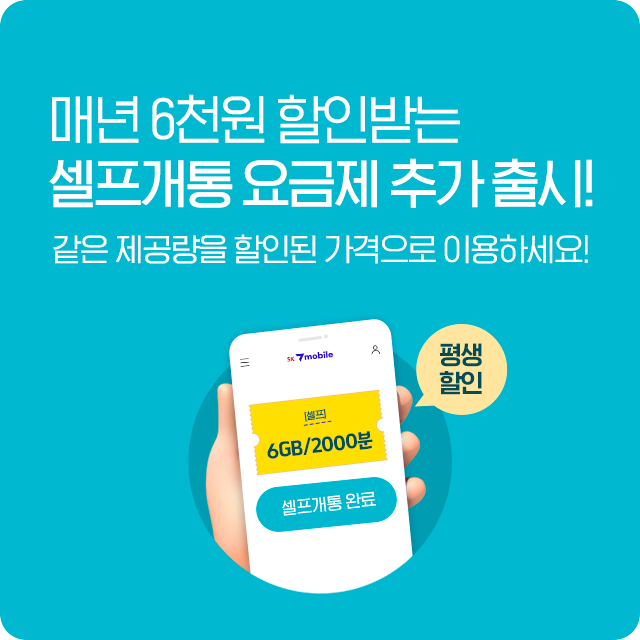 매년 6천원 할인받는
셀프개통 요금제 추가 출시!
같은 제공량을 할인된 가격으로 이용하세요!
SK 7mobile
평생
할인
[셀프]
6GB/2000분
셀프개통 완료